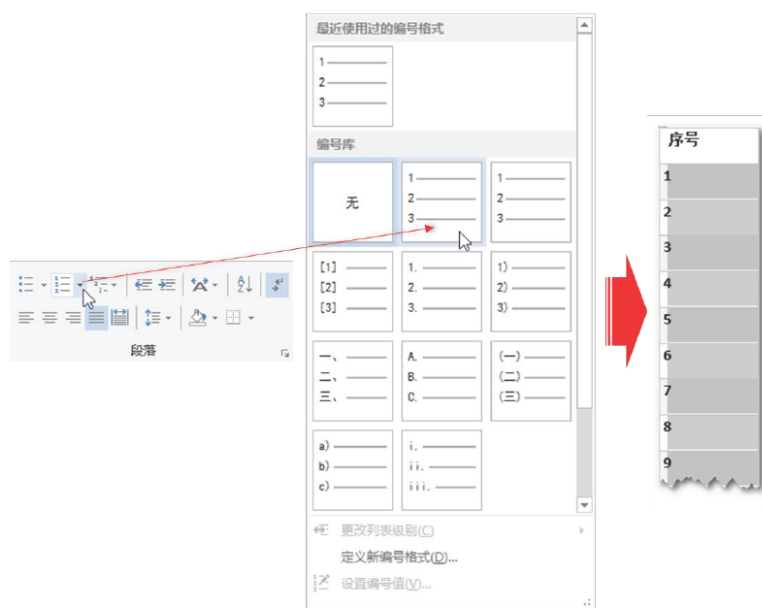 最近使用过的编号格式
1
2
3
编号库
无
1
2
3
1
2
3
[1]
[2]
[3]
1.
2.
3.
1)
2)
3)
一、
二、
三、
A.
B.
C.
(一)
(二)
(三)
a)
b)
c)
i.
ii.
iii.
更改列表级别(C)
定义新编号格式(D)...
设置编号值(V)...
段落
序号
1
2
3
4
5
6
7
8
9